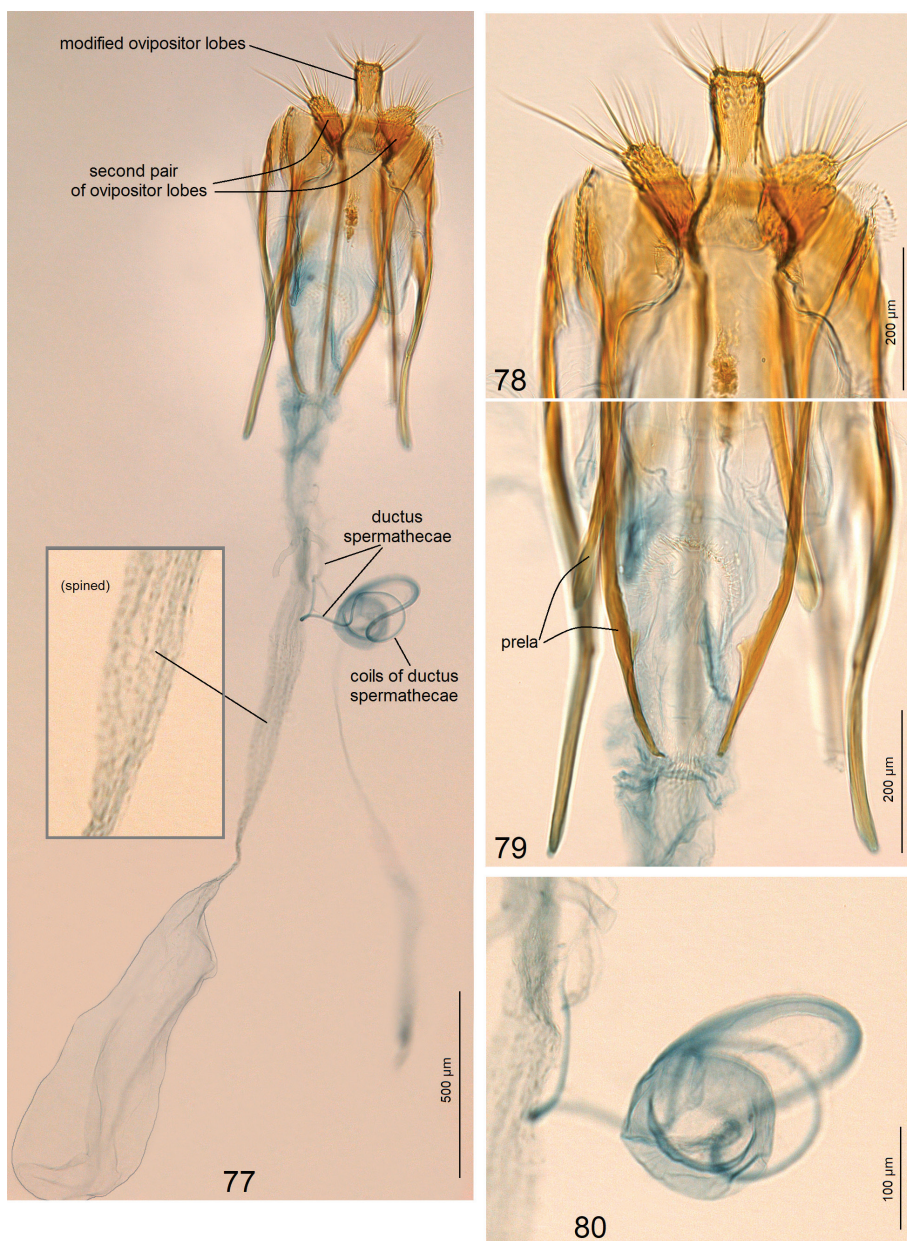 modified ovipositor lobes
second pair
of ovipositor lobes
(spined)
ductus
spermathecae
coils of ductus
spermathecae
500 µm
77
78
200 µm
prela
79
200 µm
80
100 µm